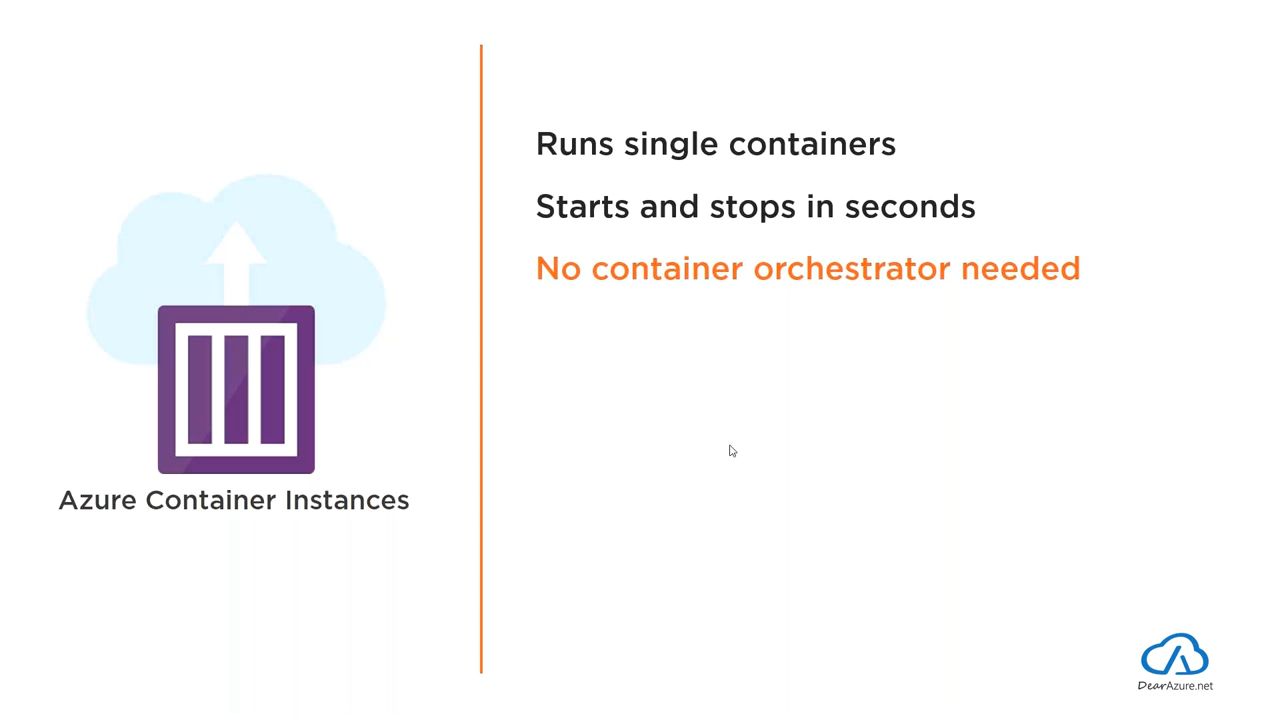 Runs single containers
Starts and stops in seconds
No container orchestrator needed
Azure Container Instances
DearAzure.net